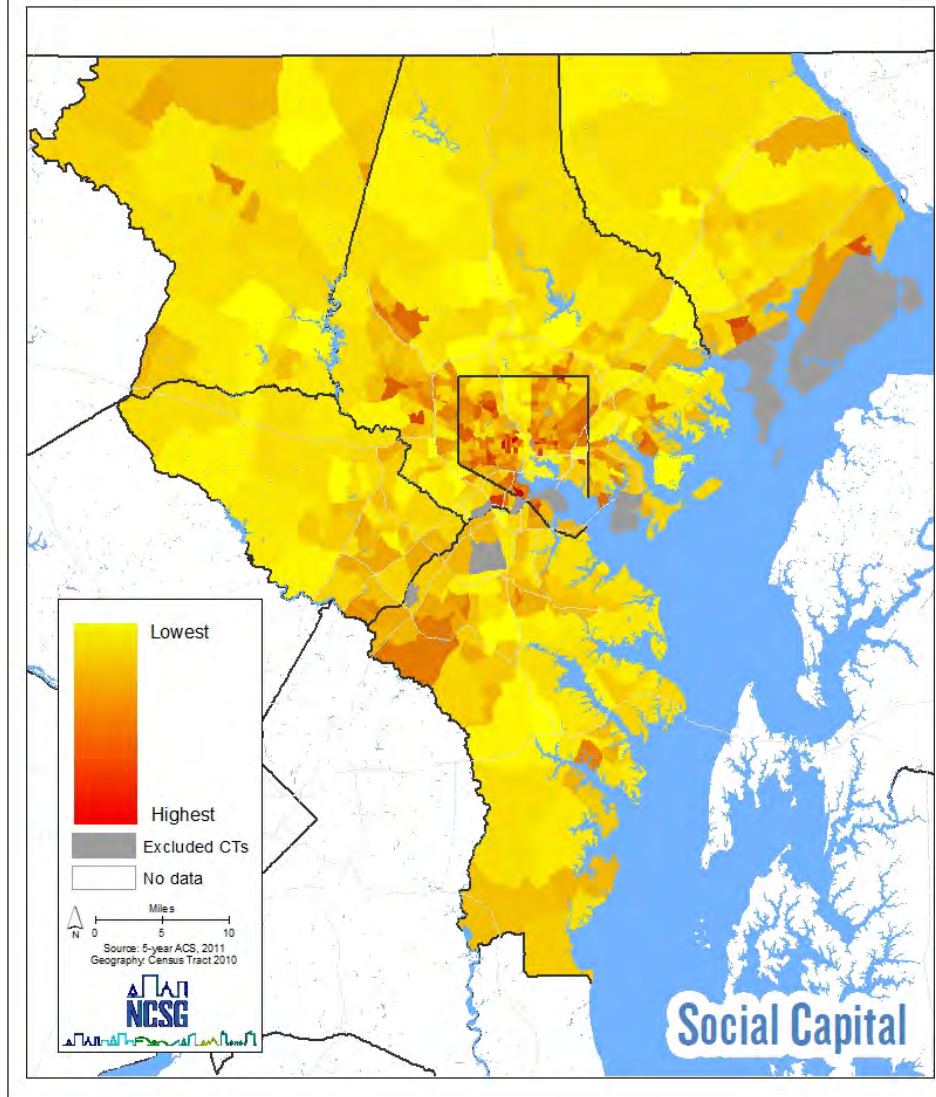 Lowest
Highest
Excluded CTs
No data
Miles
N
0 5 10
Source: 5-year ACS, 2011
Geography: Census Tract 2010
NCSG
Social Capital